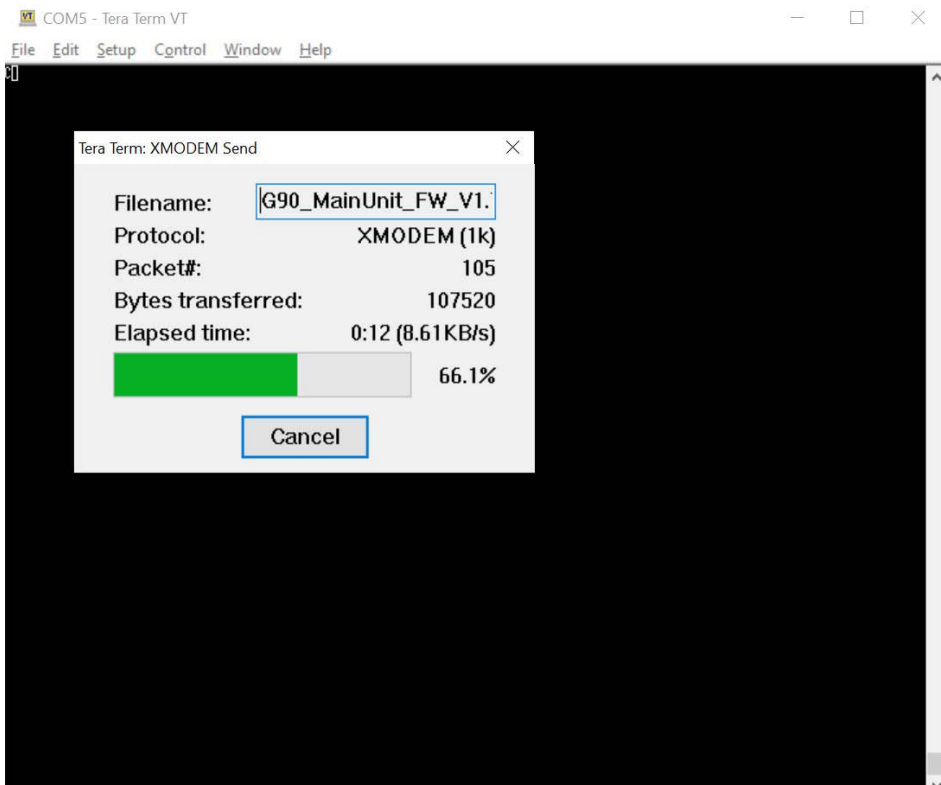 COM5 - Tera Term VT
File Edit Setup Control Window Help
C
Tera Term: XMODEM Send
Filename: G90_MainUnit_FW_V1.
Protocol: XMODEM (1k)
Packet#: 105
Bytes transferred: 107520
Elapsed time: 0:12 (8.61KB/s)
66.1%
Cancel